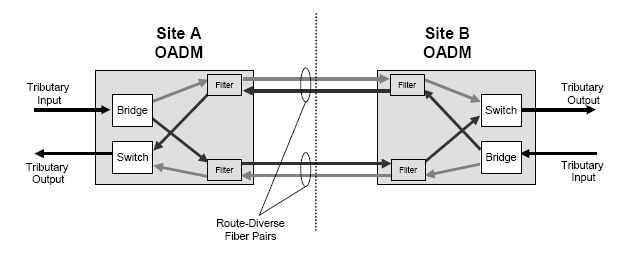 Site A
OADM
Site B
OADM
Tributary
Input
Bridge
Filter
Filter
Switch
Tributary
Output
Switch
Bridge
Tributary
Output
Filter
Filter
Tributary
Input
Route-Diverse
Fiber Pairs